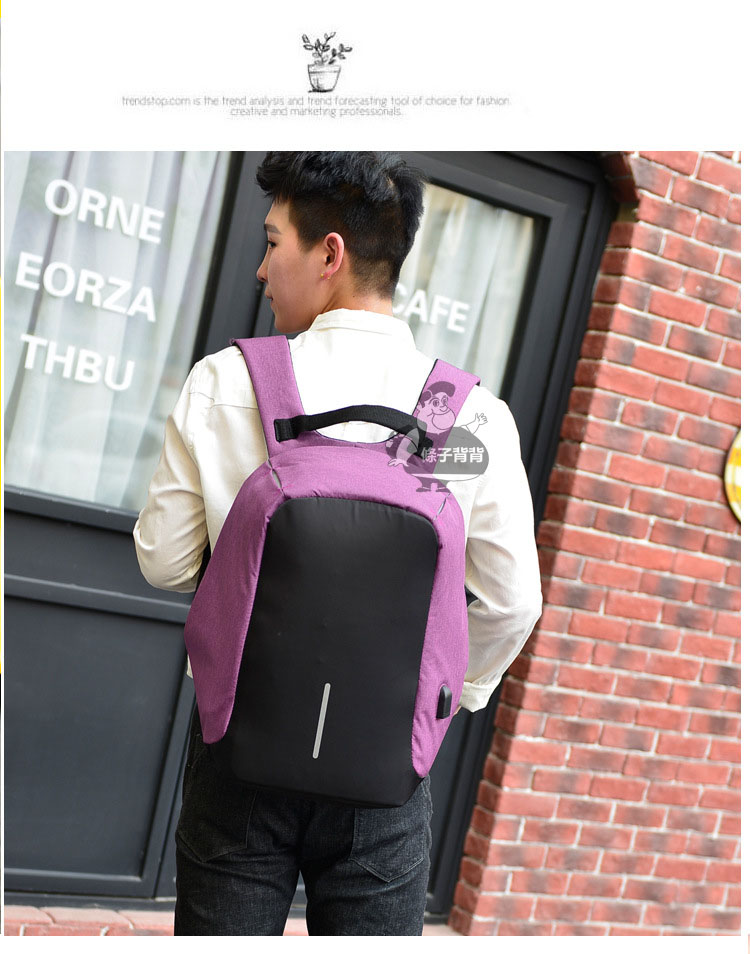 trendstop.com is the trend analysis and trend forecasting tool of choice for fashion
creative and marketing professionals.
ORNE
EORZA
THBU
CAFE
條子背背